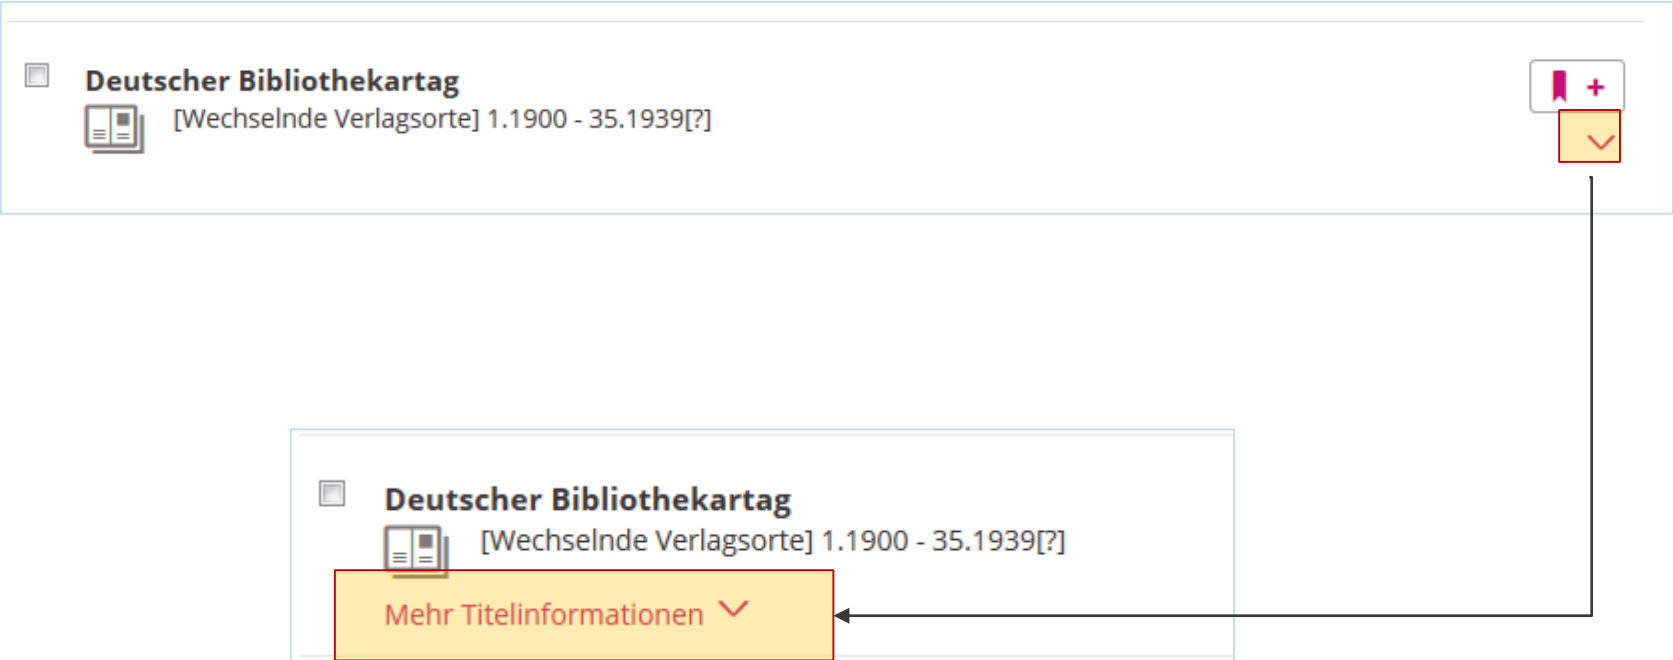 Deutscher Bibliothekartag
[Wechselnde Verlagsorte] 1.1900 - 35.1939[?]
+
Deutscher Bibliothekartag
[Wechselnde Verlagsorte] 1.1900 - 35.1939[?]
Mehr Titelinformationen